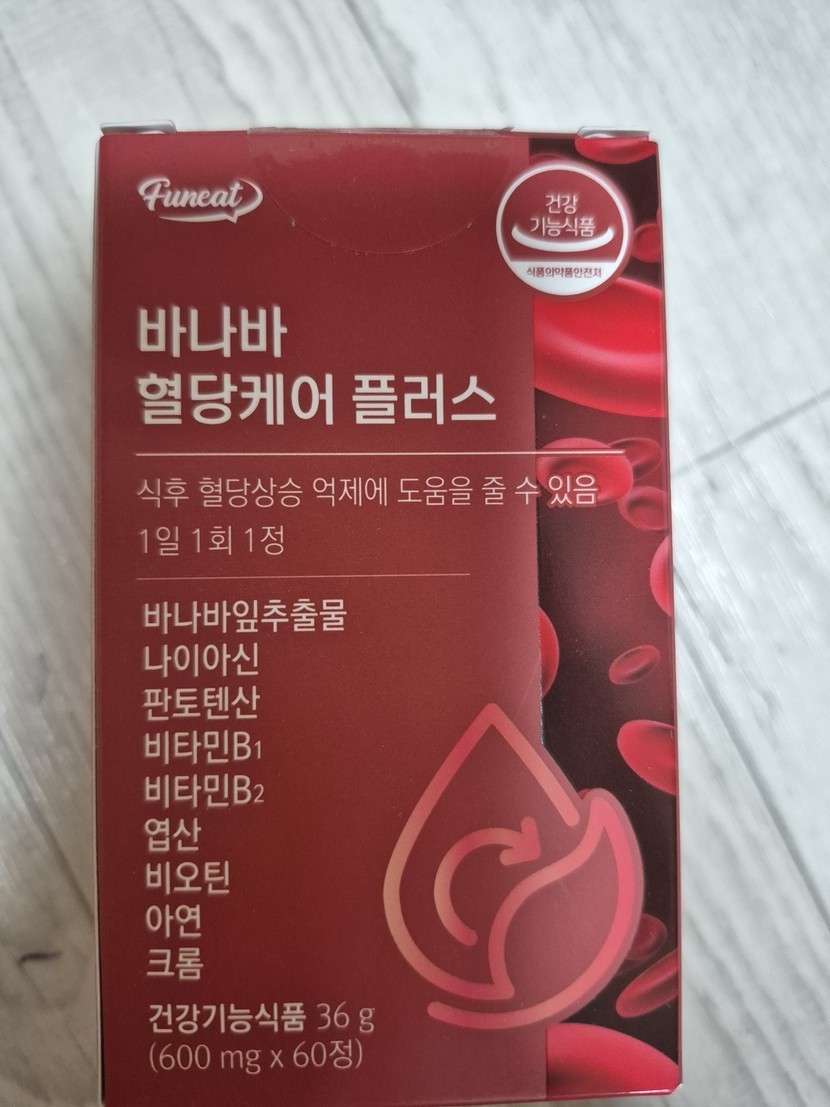 Funeat
건강
기능식품
식품의약품안전처
바나바
혈당케어 플러스
식후 혈당상승 억제에 도움을 줄 수 있음
1일 1회 1정
바나바잎추출물
나이아신
판토텐산
비타민B1
비타민B2
엽산
비오틴
아연
크롬
건강기능식품 36 g
(600 mg x 60정)